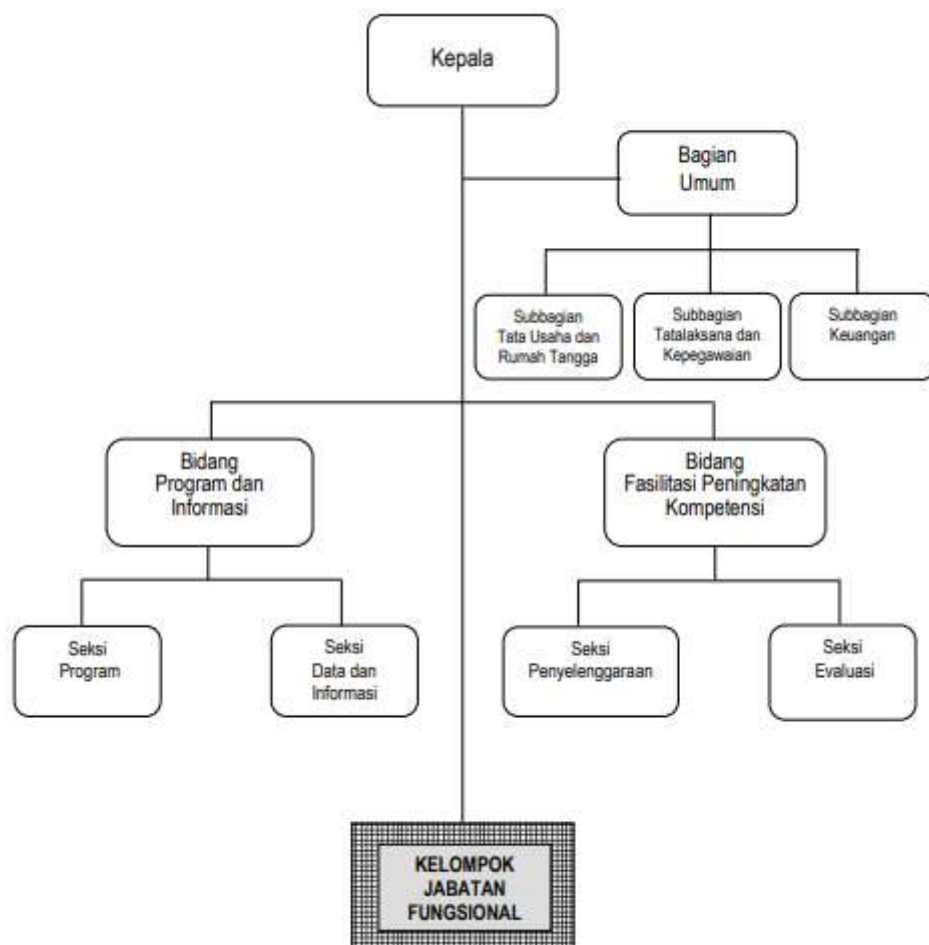 Kepala
Bagian
Umum
Subbagian
Tata Usaha dan
Rumah Tangga
Subbagian
Tatalaksana dan
Kepegawaian
Subbagian
Keuangan
Bidang
Program dan
Informasi
Bidang
Fasilitasi Peningkatan
Kompetensi
Seksi
Program
Seksi
Data dan
Informasi
Seksi
Penyelenggaraan
Seksi
Evaluasi
KELOMPOK
JABATAN
FUNGSIONAL